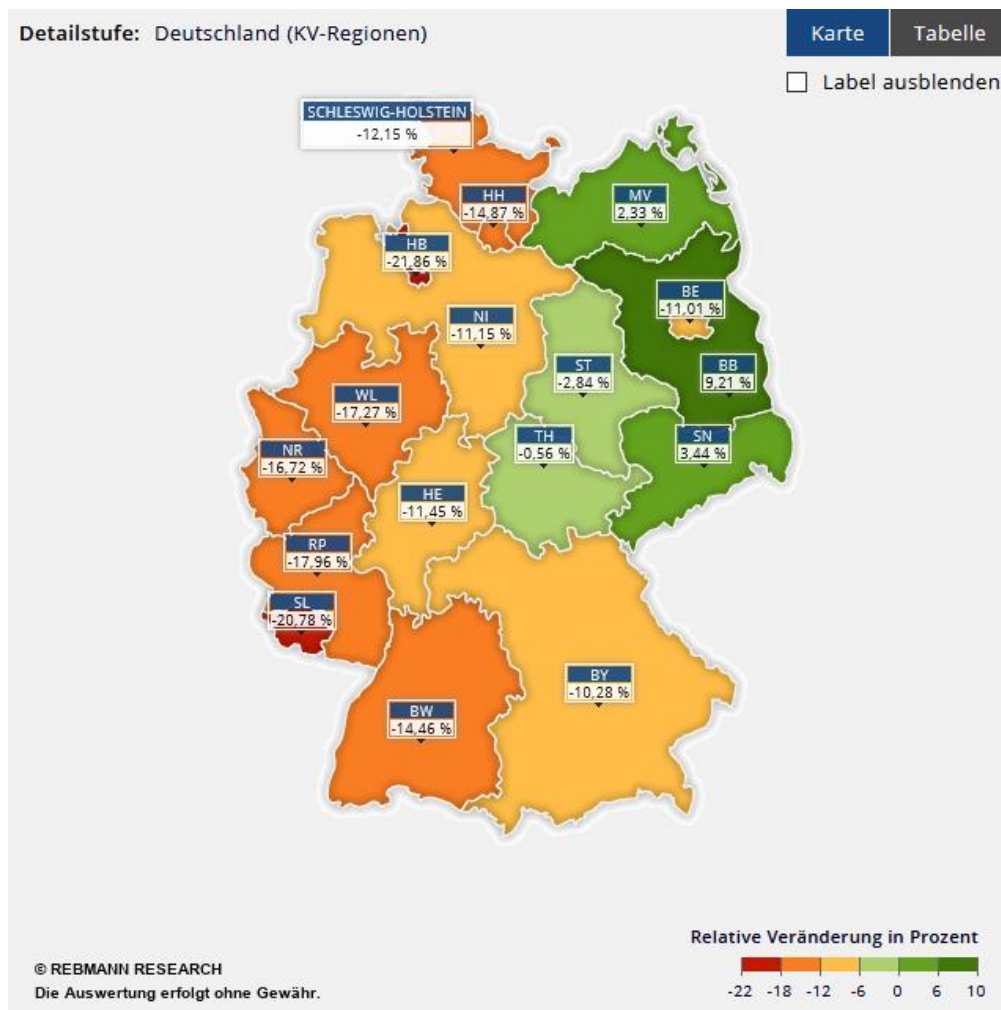 Detailstufe: Deutschland (KV-Regionen)
Karte
Tabelle
Label ausblenden
SCHLESWIG-HOLSTEIN
-12,15 %
HH
-14,87 %
MV
2,33 %
HB
-21,86 %
BE
-11,01 %
NI
-11,15 %
ST
-2,84 %
BB
9,21 %
WL
-17,27 %
TH
-0,56 %
SN
3,44 %
NR
-16,72 %
HE
-11,45 %
RP
-17,96 %
SL
-20,78 %
BY
-10,28 %
BW
-14,46 %
Relative Veränderung in Prozent
-22 -18 -12 -6 0 6 10
© REBMANN RESEARCH
Die Auswertung erfolgt ohne Gewähr.